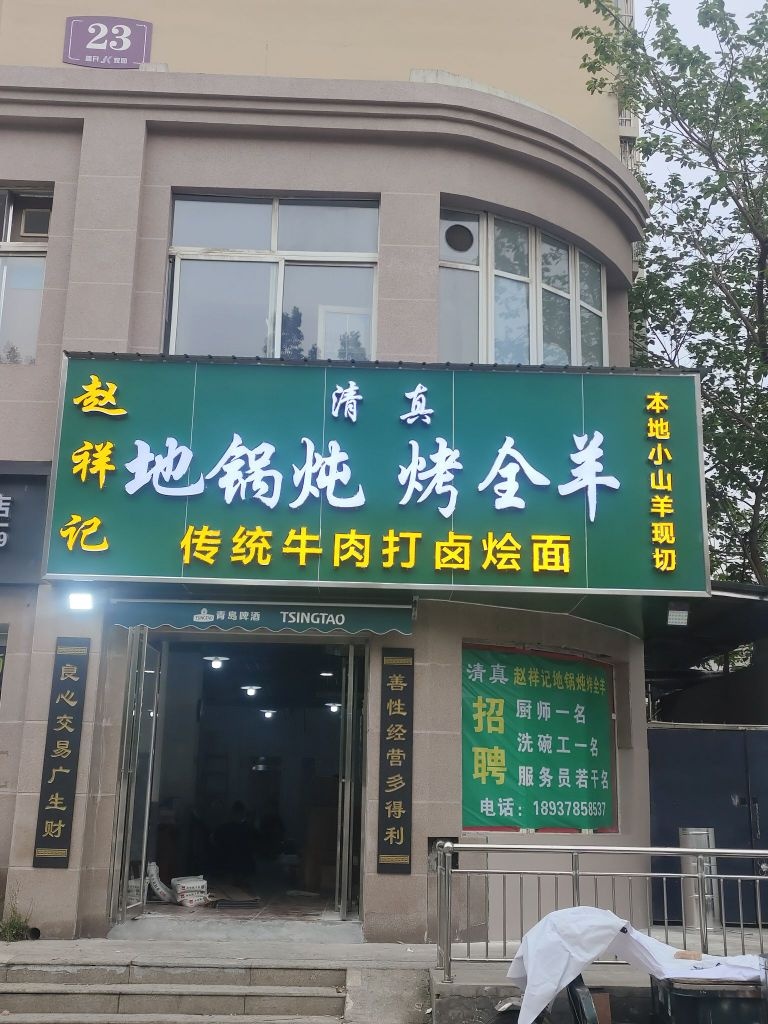 23
赵祥记
清真
地锅炖 烤全羊
传统牛肉打卤烩面
本地小山羊现切
店
9
青岛啤酒 TSINGTAO
良心交易广生财
善性经营多得利
清真 赵祥记地锅炖烤全羊
招聘
厨师一名
洗碗工一名
服务员若干名
电话：18937858537